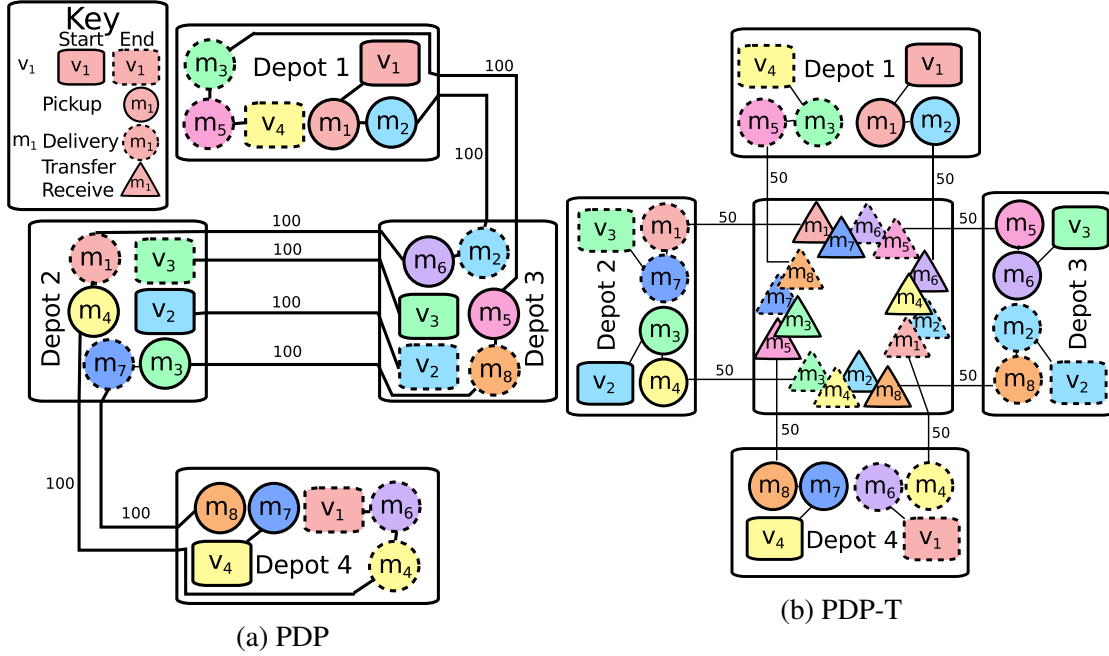 Key
Start End
v₁ v₁ v₁
Pickup m₁
m₁ Delivery m₁
Transfer
Receive m₁
m₃ Depot 1 v₁
m₅ v₄ m₁ m₂
100
100
Depot 2
m₁ v₃
m₄ v₂
m₇ m₃
100
100
100
100
m₆ m₂
v₃ m₅
v₂ m₈
Depot 3
100
100
m₈ m₇ v₁ m₆
v₄ Depot 4 m₄
(a) PDP
v₄ Depot 1 v₁
m₅ m₃ m₁ m₂
50
50
Depot 2
v₃ m₁
m₇
m₃
v₂ m₄
50
50
m₁ m₇ m₆ m₅
m₈ m₆
m₇ m₄
m₃ m₂
m₅ m₁
m₃ m₄ m₂ m₈
50
50
m₅ v₃
m₆
m₂
m₈ v₂
Depot 3
50
50
m₈ m₇ m₆ m₄
v₄ Depot 4 v₁
(b) PDP-T